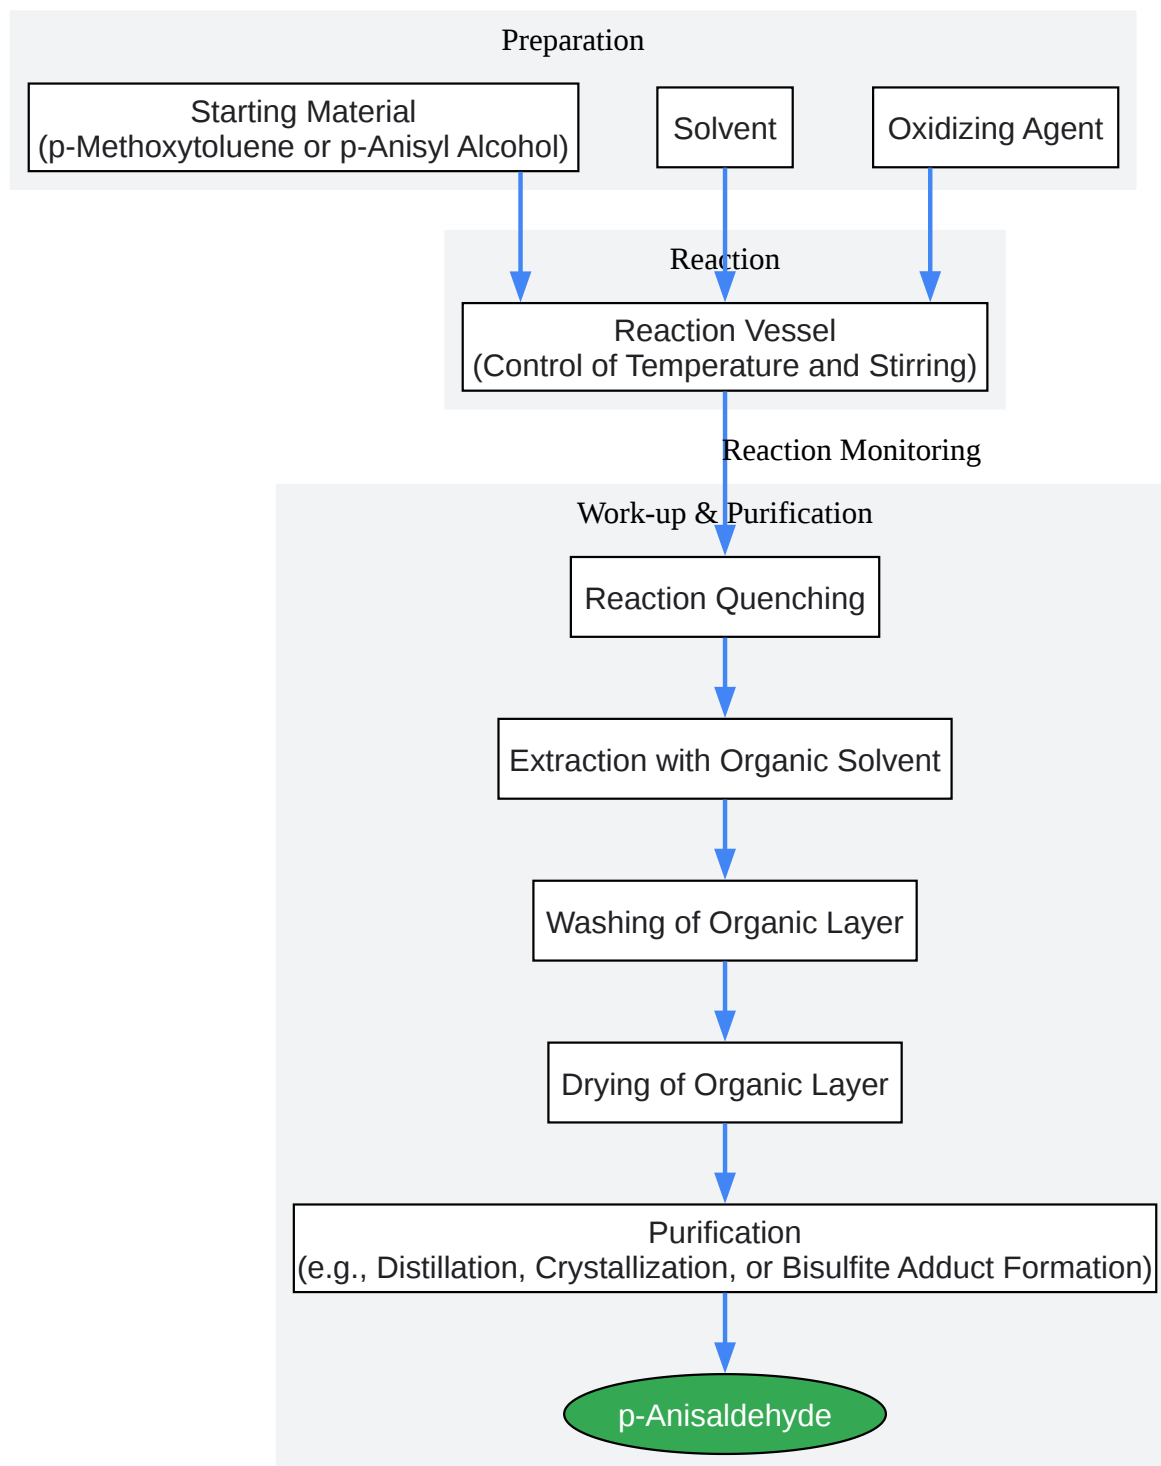 Preparation
Starting Material
(p-Methoxytoluene or p-Anisyl Alcohol)
Solvent
Oxidizing Agent
Reaction
Reaction Vessel
(Control of Temperature and Stirring)
Reaction Monitoring
Work-up & Purification
Reaction Quenching
Extraction with Organic Solvent
Washing of Organic Layer
Drying of Organic Layer
Purification
(e.g., Distillation, Crystallization, or Bisulfite Adduct Formation)
p-Anisaldehyde